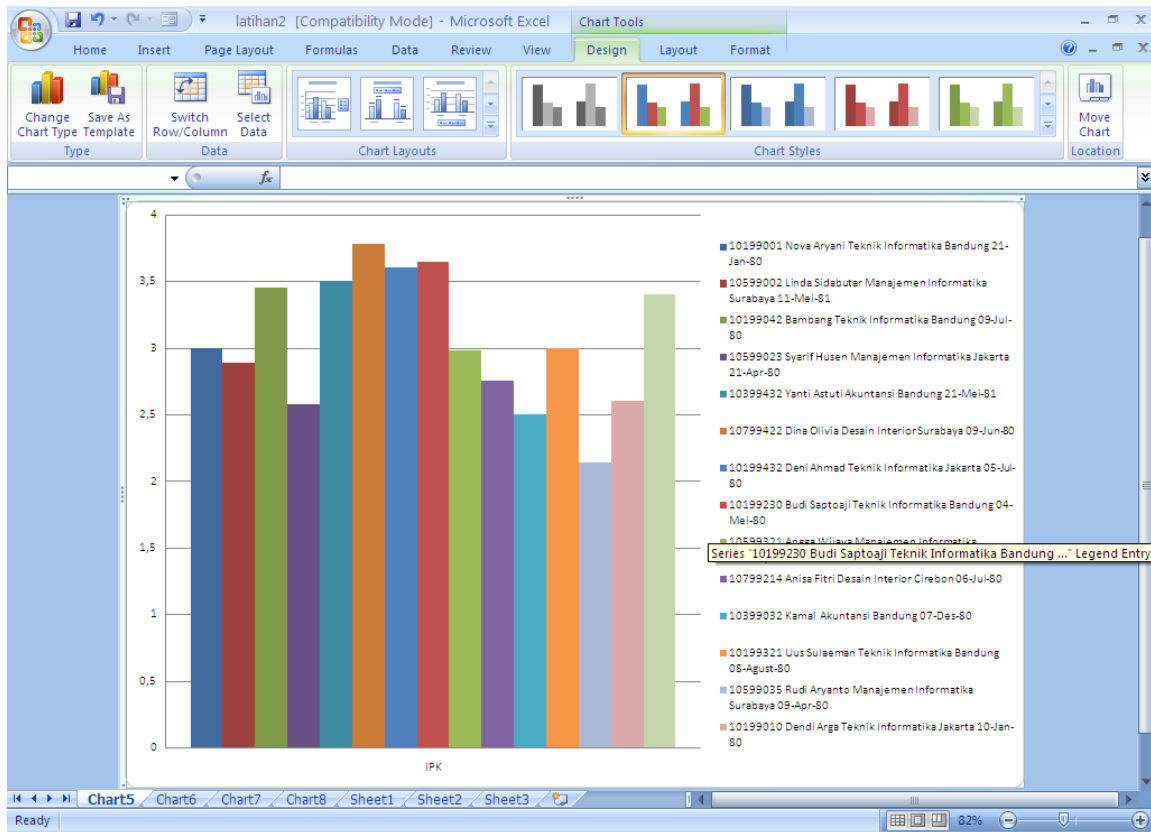 latihan2 [Compatibility Mode] - Microsoft Excel
Chart Tools
Home Insert Page Layout Formulas Data Review View Design Layout Format
Change Chart Type
Save As Template
Switch Row/Column
Select Data
Move Chart
Type Data Chart Layouts Chart Styles Location
fx
4
3,5
3
2,5
2
1,5
1
0,5
0
IPK
10199001 Nova Aryani Teknik Informatika Bandung 21-
Jan-80
10599002 Linda Sidabutar Manajemen Informatika
Surabaya 11-Mei-81
10199042 Bambang Teknik Informatika Bandung 09-Jul-
80
10599023 Syarif Husen Manajemen Informatika Jakarta
21-Apr-80
10399432 Yanti Astuti Akuntansi Bandung 21-Mei-81
10799422 Dina Olivia Desain Interior Surabaya 09-Jun-80
10199432 Deni Ahmad Teknik Informatika Jakarta 05-Jul-
80
10199230 Budi Saptoaji Teknik Informatika Bandung 04-
Mei-80
10599321 Angga Wijaya Manajemen Informatika
Series "10199230 Budi Saptoaji Teknik Informatika Bandung ..." Legend Entry
10799214 Anisa Fitri Desain Interior Cirebon 06-Jul-80
10399032 Kamal Akuntansi Bandung 07-Des-80
10199321 Uus Sulaeman Teknik Informatika Bandung
08-Agust-80
10599035 Rudi Aryanto Manajemen Informatika
Surabaya 09-Apr-80
10199010 Dendi Arga Teknik Informatika Jakarta 10-Jan-
80
Chart5 Chart6 Chart7 Chart8 Sheet1 Sheet2 Sheet3
Ready
82%